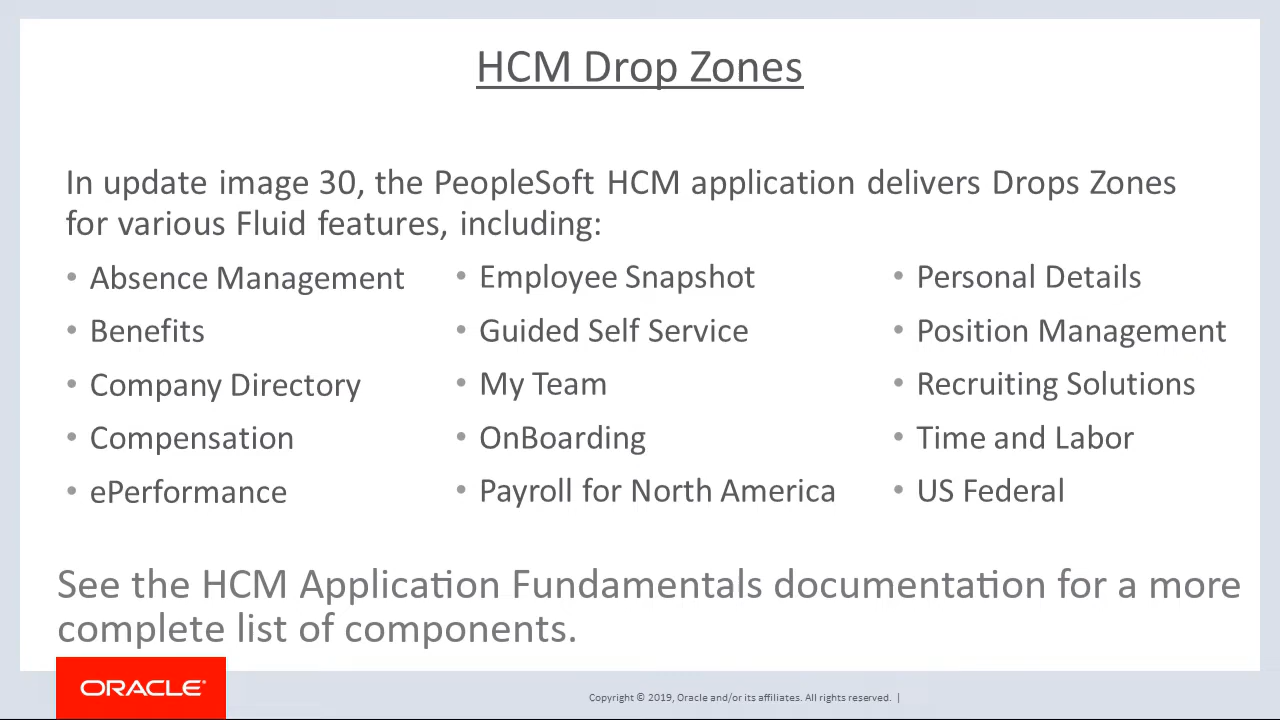 HCM Drop Zones
In update image 30, the PeopleSoft HCM application delivers Drops Zones
for various Fluid features, including:
• Absence Management
• Benefits
• Company Directory
• Compensation
• ePerformance
• Employee Snapshot
• Guided Self Service
• My Team
• OnBoarding
• Payroll for North America
• Personal Details
• Position Management
• Recruiting Solutions
• Time and Labor
• US Federal
See the HCM Application Fundamentals documentation for a more
complete list of components.
ORACLE®
Copyright © 2019, Oracle and/or its affiliates. All rights reserved. |